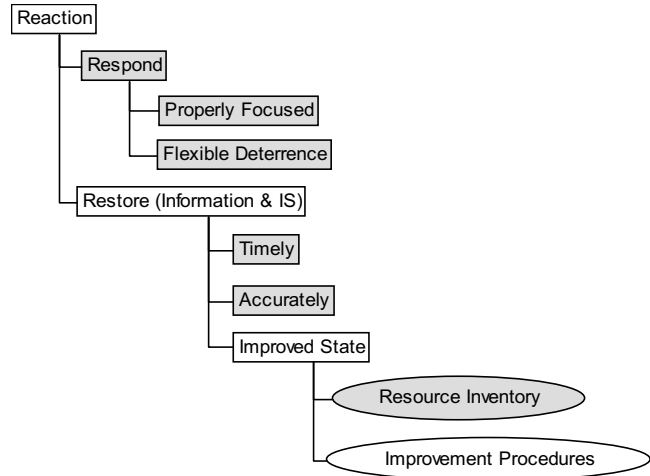 Reaction
Respond
Properly Focused
Flexible Deterrence
Restore (Information & IS)
Timely
Accurately
Improved State
Resource Inventory
Improvement Procedures